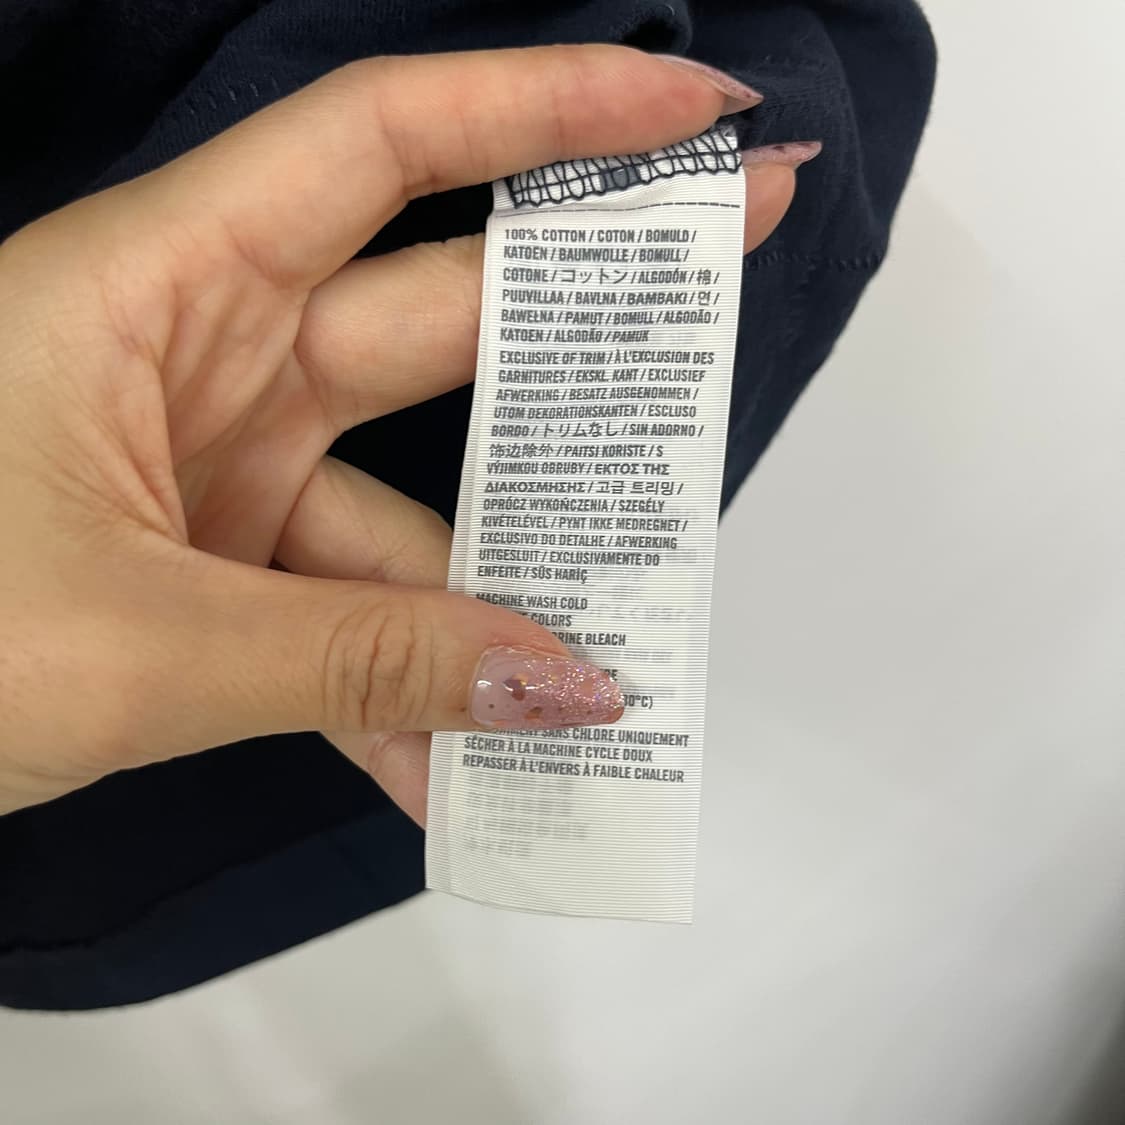 100% COTTON / COTON / BOMULD /
KATOEN / BAUMWOLLE / BOMULL /
COTONE / コットン / ALGODÓN / 棉 /
PUUVILLAA / BAVLNA / BAMBAKI / 면 /
BAWEŁNA / PAMUT / BOMULL / ALGODÃO /
KATOEN / ALGODÃO / PAMUK
EXCLUSIVE OF TRIM / À L'EXCLUSION DES
GARNITURES / EKSKL. KANT / EXCLUSIEF
AFWERKING / BESATZ AUSGENOMMEN /
UTOM DEKORATIONSKANTEN / ESCLUSO
BORDO / トリムなし / SIN ADORNO /
饰边除外 / PAITSI KORISTE / S
VÝJIMKOU OBRUBY / ΕΚΤΟΣ ΤΗΣ
ΔΙΑΚΟΣΜΗΣΗΣ / 고급 트리밍 /
OPRÓCZ WYKOŃCZENIA / SZEGÉLY
KIVÉTELÉVEL / PYNT IKKE MEDREGNET /
EXCLUSIVO DO DETALHE / AFWERKING
UITGESLUIT / EXCLUSIVAMENTE DO
ENFEITE / SÜS HARİÇ
MACHINE WASH COLD
COLORS
BLEACH
SANS CHLORE UNIQUEMENT
SÉCHER À LA MACHINE CYCLE DOUX
REPASSER À L'ENVERS À FAIBLE CHALEUR